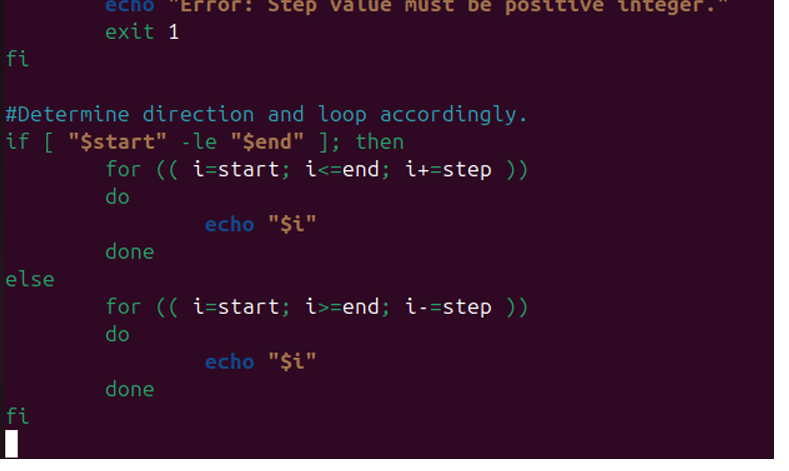 echo "Error: Step value must be positive integer."
exit 1
fi
#Determine direction and loop accordingly.
if [ "$start" -le "$end" ]; then
for (( i=start; i<=end; i+=step ))
do
echo "$i"
done
else
for (( i=start; i>=end; i-=step ))
do
echo "$i"
done
fi